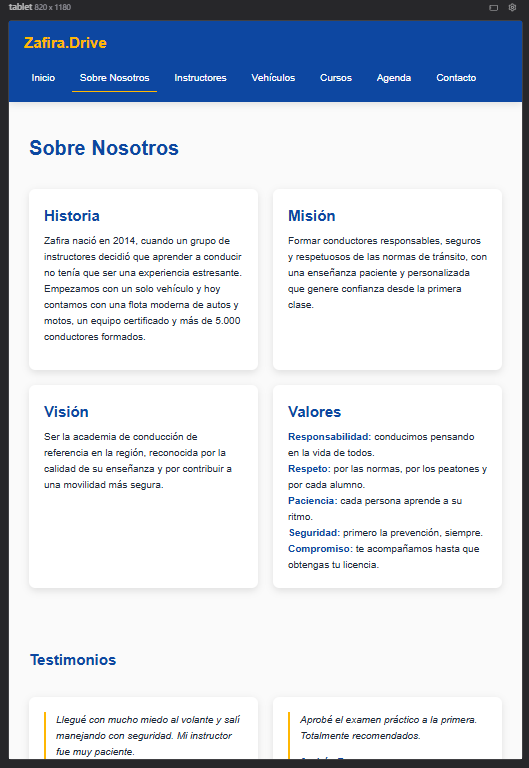 tablet 820 x 1180
Zafira.Drive
Inicio Sobre Nosotros Instructores Vehículos Cursos Agenda Contacto
Sobre Nosotros
Historia
Zafira nació en 2014, cuando un grupo de
instructores decidió que aprender a conducir
no tenía que ser una experiencia estresante.
Empezamos con un solo vehículo y hoy
contamos con una flota moderna de autos y
motos, un equipo certificado y más de 5.000
conductores formados.
Misión
Formar conductores responsables, seguros
y respetuosos de las normas de tránsito, con
una enseñanza paciente y personalizada
que genere confianza desde la primera
clase.
Visión
Ser la academia de conducción de
referencia en la región, reconocida por la
calidad de su enseñanza y por contribuir a
una movilidad más segura.
Valores
Responsabilidad: conducimos pensando
en la vida de todos.
Respeto: por las normas, por los peatones y
por cada alumno.
Paciencia: cada persona aprende a su
ritmo.
Seguridad: primero la prevención, siempre.
Compromiso: te acompañamos hasta que
obtengas tu licencia.
Testimonios
Llegué con mucho miedo al volante y salí
manejando con seguridad. Mi instructor
fue muy paciente.
Aprobé el examen práctico a la primera.
Totalmente recomendados.